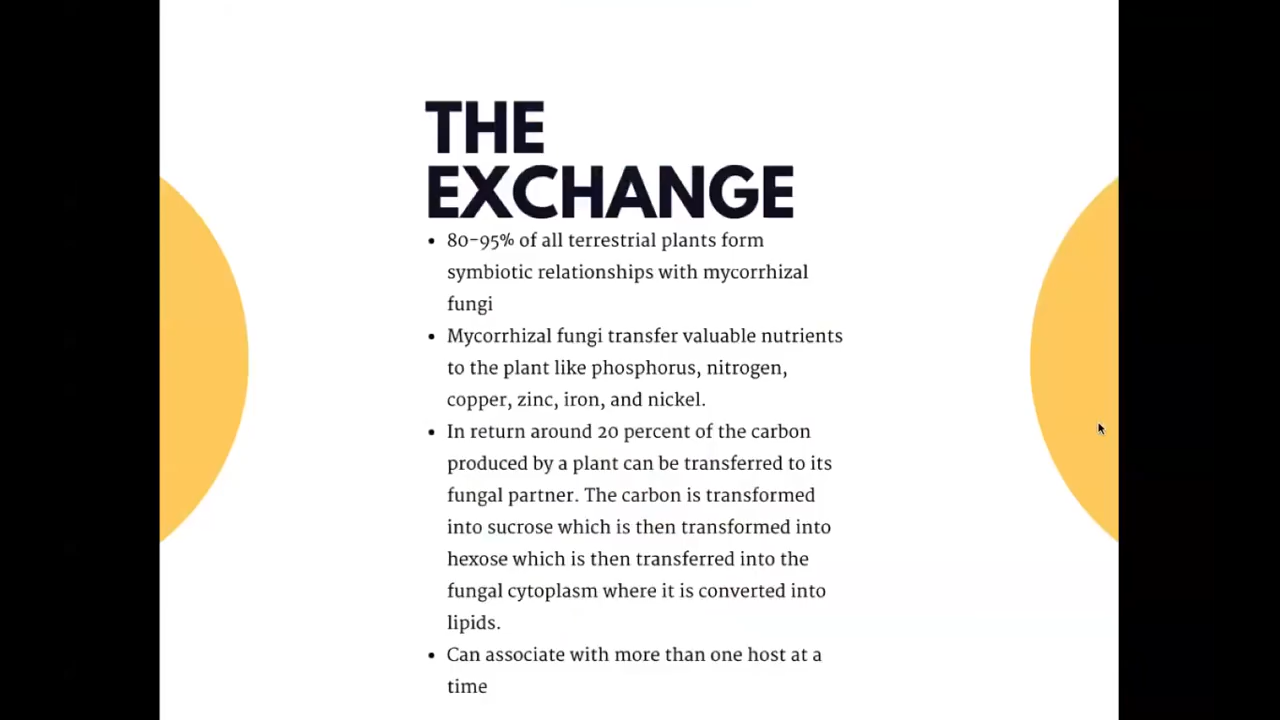 THE
EXCHANGE
• 80-95% of all terrestrial plants form
symbiotic relationships with mycorrhizal
fungi
• Mycorrhizal fungi transfer valuable nutrients
to the plant like phosphorus, nitrogen,
copper, zinc, iron, and nickel.
• In return around 20 percent of the carbon
produced by a plant can be transferred to its
fungal partner. The carbon is transformed
into sucrose which is then transformed into
hexose which is then transferred into the
fungal cytoplasm where it is converted into
lipids.
• Can associate with more than one host at a
time